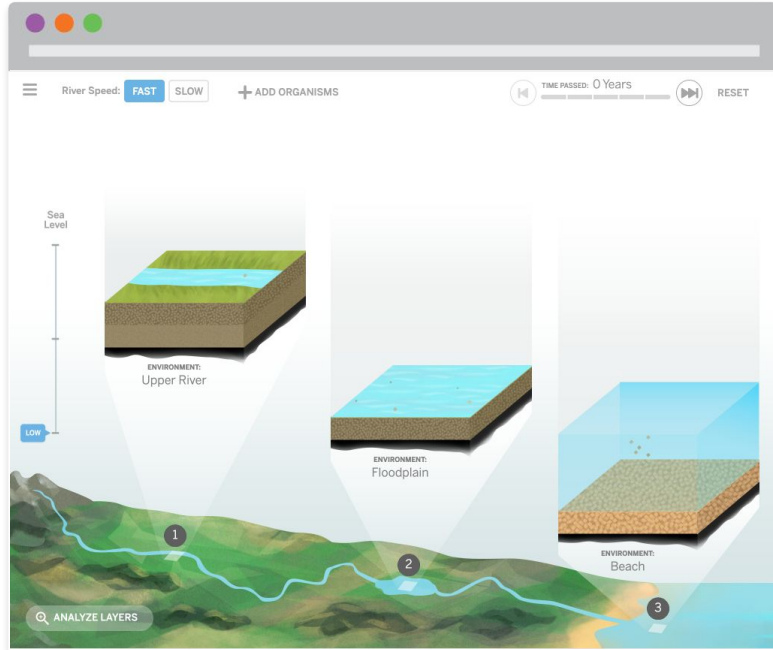 River Speed: FAST SLOW
ADD ORGANISMS
TIME PASSED: 0 Years
RESET
Sea
Level
LOW
ENVIRONMENT:
Upper River
ENVIRONMENT:
Floodplain
ENVIRONMENT:
Beach
1
2
3
ANALYZE LAYERS